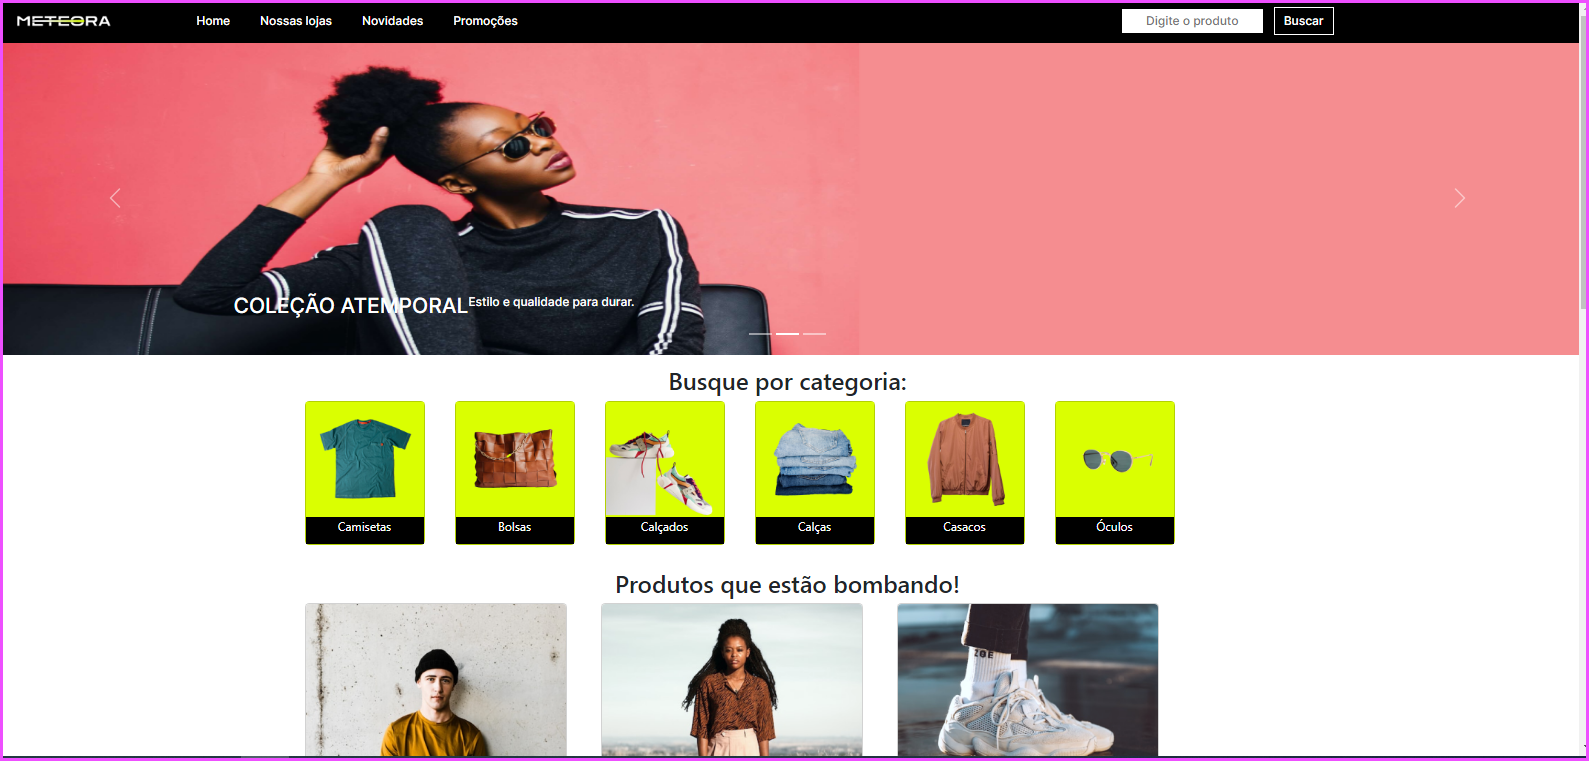 METEORA Home Nossas lojas Novidades Promoções Digite o produto Buscar
COLEÇÃO ATEMPORAL Estilo e qualidade para durar.
Busque por categoria:
Camisetas Bolsas Calçados Calças Casacos Óculos
Produtos que estão bombando!
ZOE